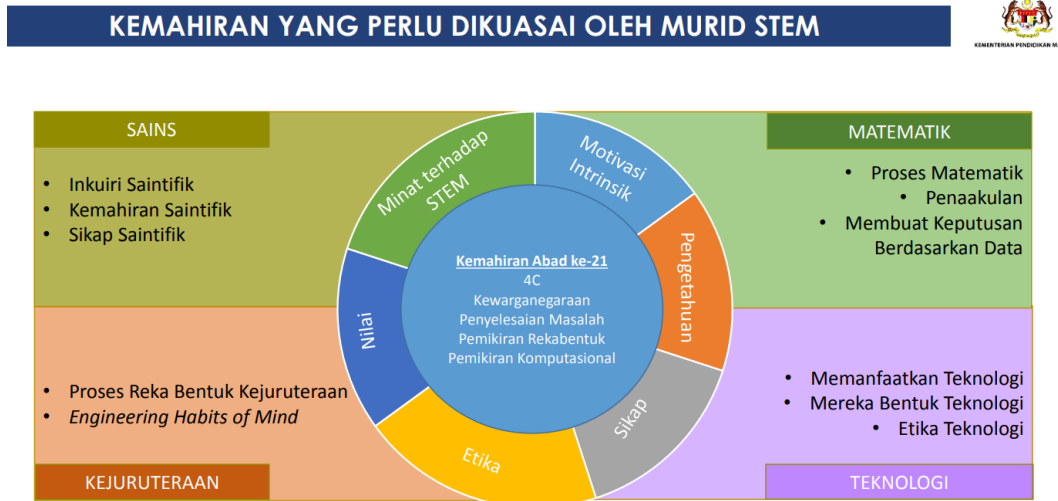 KEMAHIRAN YANG PERLU DIKUASAI OLEH MURID STEM
KEMENTERIAN PENDIDIKAN M
SAINS
• Inkuiri Saintifik
• Kemahiran Saintifik
• Sikap Saintifik
MATEMATIK
• Proses Matematik
• Penaakulan
• Membuat Keputusan
Berdasarkan Data
Minat terhadap
STEM
Motivasi
Intrinsik
Pengetahuan
Sikap
Etika
Nilai
Kemahiran Abad ke-21
4C
Kewarganegaraan
Penyelesaian Masalah
Pemikiran Rekabentuk
Pemikiran Komputasional
• Proses Reka Bentuk Kejuruteraan
• Engineering Habits of Mind
KEJURUTERAAN
• Memanfaatkan Teknologi
• Mereka Bentuk Teknologi
• Etika Teknologi
TEKNOLOGI